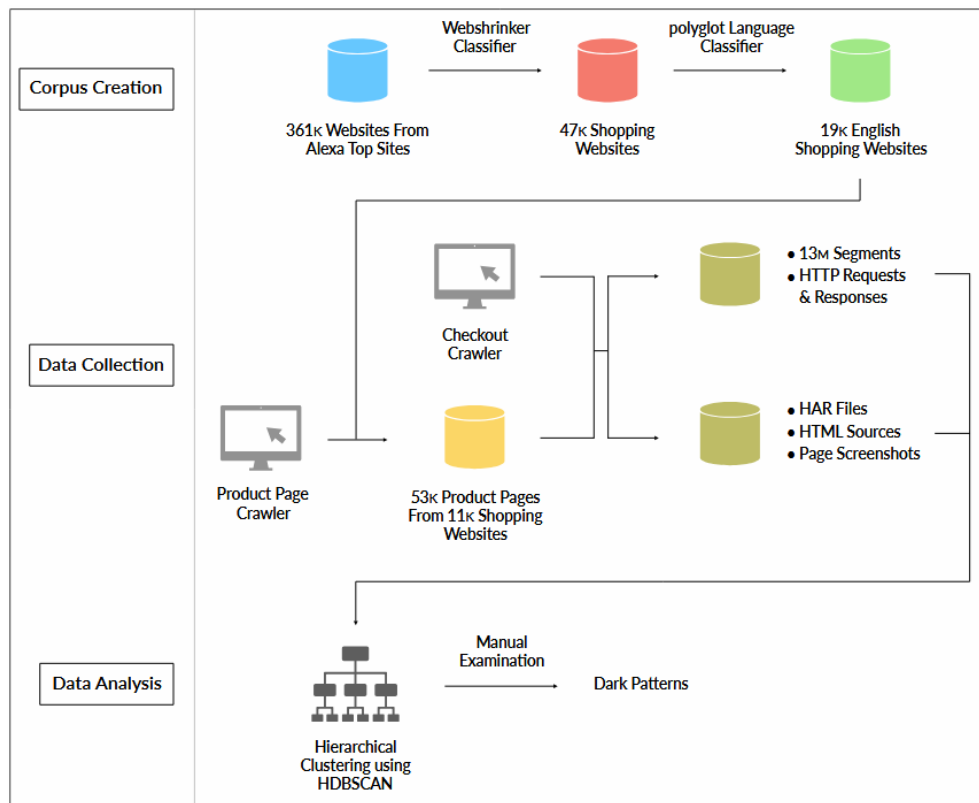 Corpus Creation
Webshrinker
Classifier
polyglot Language
Classifier
361K Websites From
Alexa Top Sites
47K Shopping
Websites
19K English
Shopping Websites
Data Collection
Checkout
Crawler
• 13M Segments
• HTTP Requests
& Responses
Product Page
Crawler
53K Product Pages
From 11K Shopping
Websites
• HAR Files
• HTML Sources
• Page Screenshots
Data Analysis
Hierarchical
Clustering using
HDBSCAN
Manual
Examination
Dark Patterns